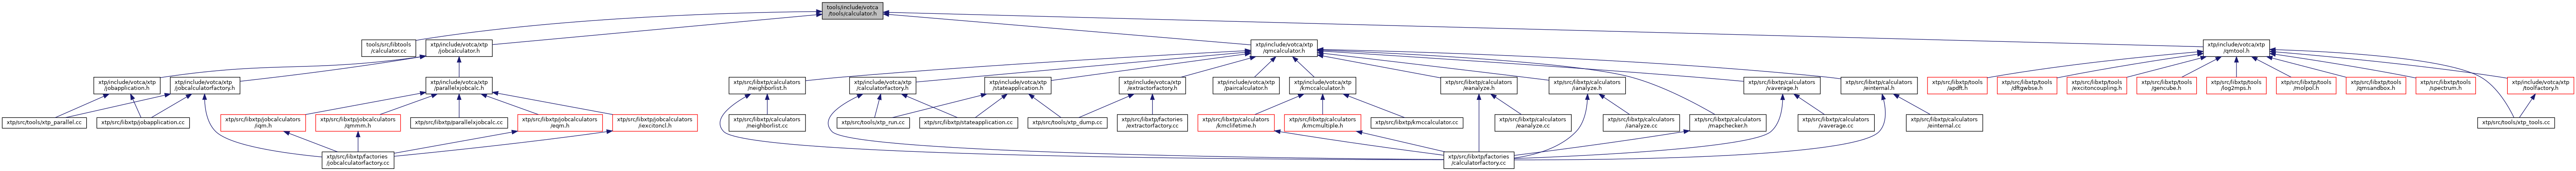 tools/include/votca
/tools/calculator.h
tools/src/libtools
/calculator.cc
xtp/include/votca/xtp
/jobcalculator.h
xtp/include/votca/xtp
/qmcalculator.h
xtp/include/votca/xtp
/qmtool.h
xtp/include/votca/xtp
/jobapplication.h
xtp/include/votca/xtp
/jobcalculatorfactory.h
xtp/include/votca/xtp
/parallelxjobcalc.h
xtp/src/libxtp/calculators
/neighborlist.h
xtp/include/votca/xtp
/calculatorfactory.h
xtp/include/votca/xtp
/stateapplication.h
xtp/include/votca/xtp
/extractorfactory.h
xtp/include/votca/xtp
/paircalculator.h
xtp/include/votca/xtp
/kmccalculator.h
xtp/src/libxtp/calculators
/eanalyze.h
xtp/src/libxtp/calculators
/ianalyze.h
xtp/src/libxtp/calculators
/vaverage.h
xtp/src/libxtp/calculators
/einternal.h
xtp/src/libxtp/tools
/apdft.h
xtp/src/libxtp/tools
/dftgwbse.h
xtp/src/libxtp/tools
/excitoncoupling.h
xtp/src/libxtp/tools
/gencube.h
xtp/src/libxtp/tools
/log2mps.h
xtp/src/libxtp/tools
/molpol.h
xtp/src/libxtp/tools
/qmsandbox.h
xtp/src/libxtp/tools
/spectrum.h
xtp/include/votca/xtp
/toolfactory.h
xtp/src/tools/xtp_parallel.cc
xtp/src/libxtp/jobapplication.cc
xtp/src/libxtp/jobcalculators
/iqm.h
xtp/src/libxtp/jobcalculators
/qmmm.h
xtp/src/libxtp/parallelxjobcalc.cc
xtp/src/libxtp/jobcalculators
/eqm.h
xtp/src/libxtp/jobcalculators
/iexcitoncl.h
xtp/src/libxtp/calculators
/neighborlist.cc
xtp/src/tools/xtp_run.cc
xtp/src/libxtp/stateapplication.cc
xtp/src/tools/xtp_dump.cc
xtp/src/libxtp/factories
/extractorfactory.cc
xtp/src/libxtp/calculators
/kmclifetime.h
xtp/src/libxtp/calculators
/kmcmultiple.h
xtp/src/libxtp/kmccalculator.cc
xtp/src/libxtp/calculators
/eanalyze.cc
xtp/src/libxtp/calculators
/ianalyze.cc
xtp/src/libxtp/calculators
/mapchecker.h
xtp/src/libxtp/calculators
/vaverage.cc
xtp/src/libxtp/calculators
/einternal.cc
xtp/src/tools/xtp_tools.cc
xtp/src/libxtp/factories
/jobcalculatorfactory.cc
xtp/src/libxtp/factories
/calculatorfactory.cc